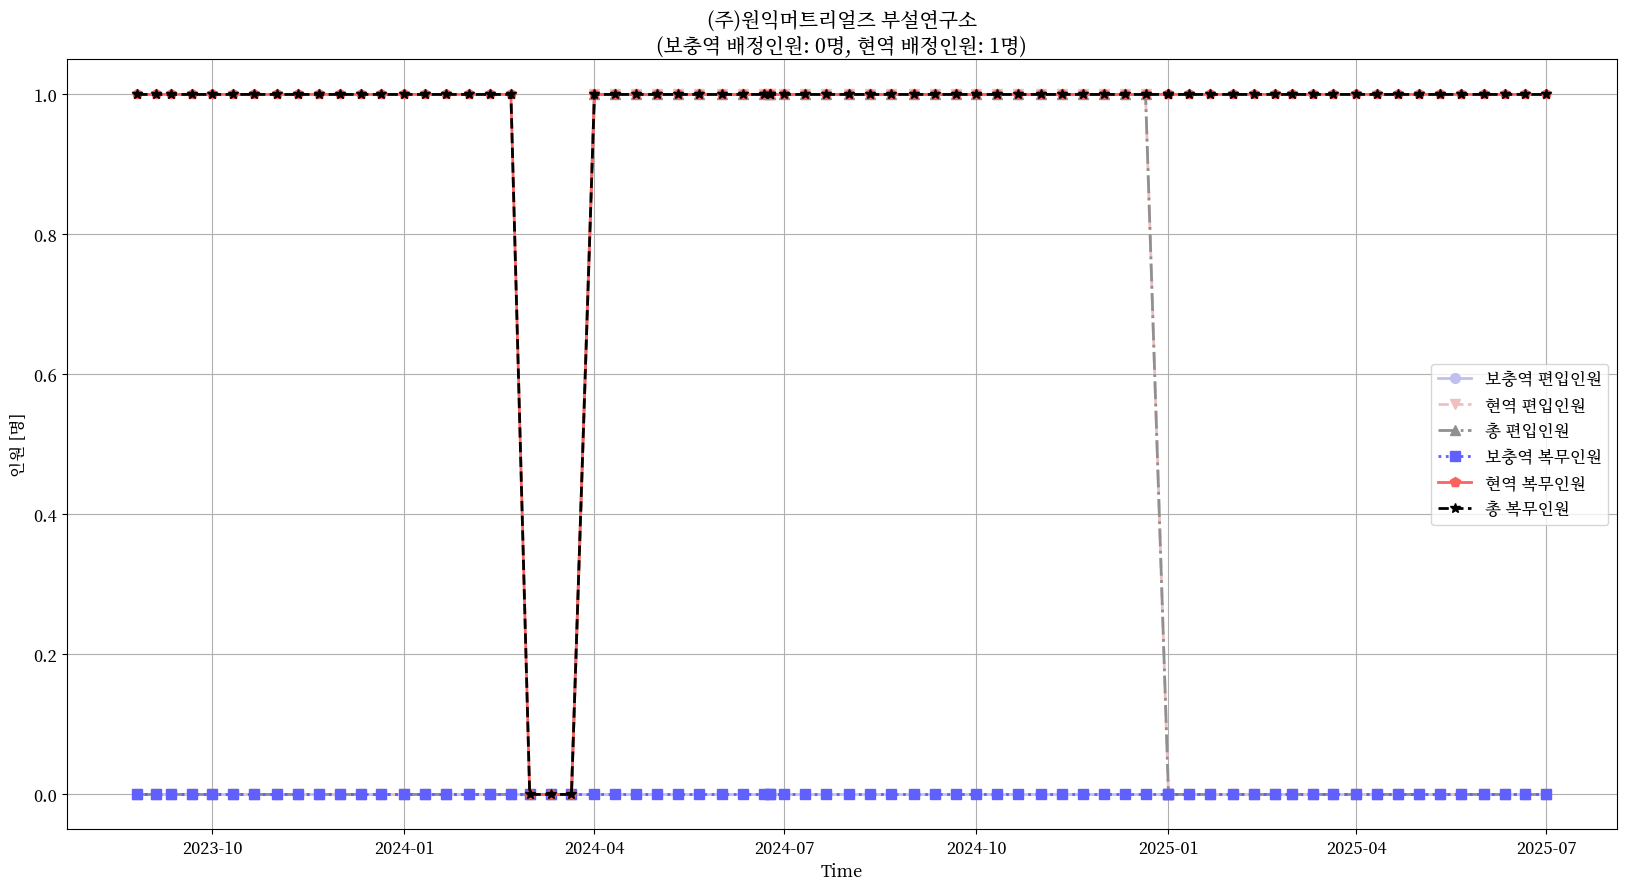 (주)원익머트리얼즈 부설연구소
(보충역 배정인원: 0명, 현역 배정인원: 1명)
인원 [명]
1.0
0.8
0.6
0.4
0.2
0.0
보충역 편입인원
현역 편입인원
총 편입인원
보충역 복무인원
현역 복무인원
총 복무인원
2023-10 2024-01 2024-04 2024-07 2024-10 2025-01 2025-04 2025-07
Time